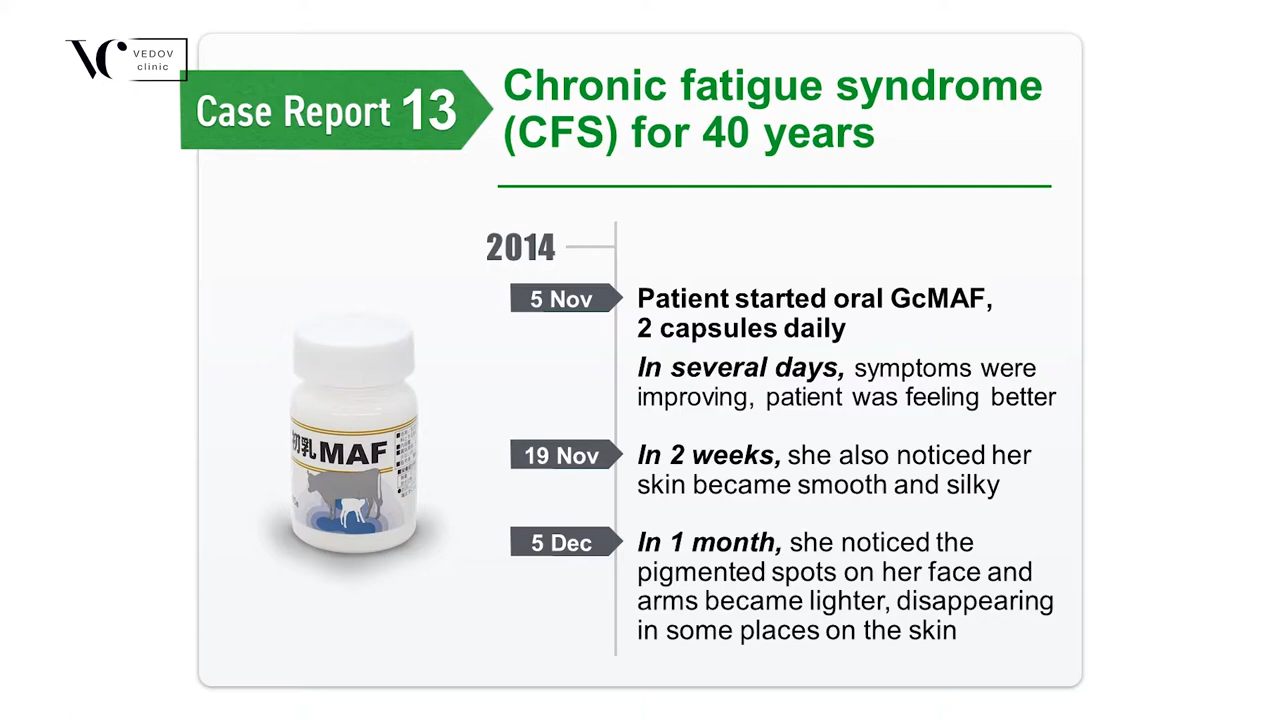 VC VEDOV
clinic
Case Report 13
Chronic fatigue syndrome
(CFS) for 40 years
2014
5 Nov
Patient started oral GcMAF,
2 capsules daily
In several days, symptoms were
improving, patient was feeling better
19 Nov
In 2 weeks, she also noticed her
skin became smooth and silky
5 Dec
In 1 month, she noticed the
pigmented spots on her face and
arms became lighter, disappearing
in some places on the skin
初乳MAF